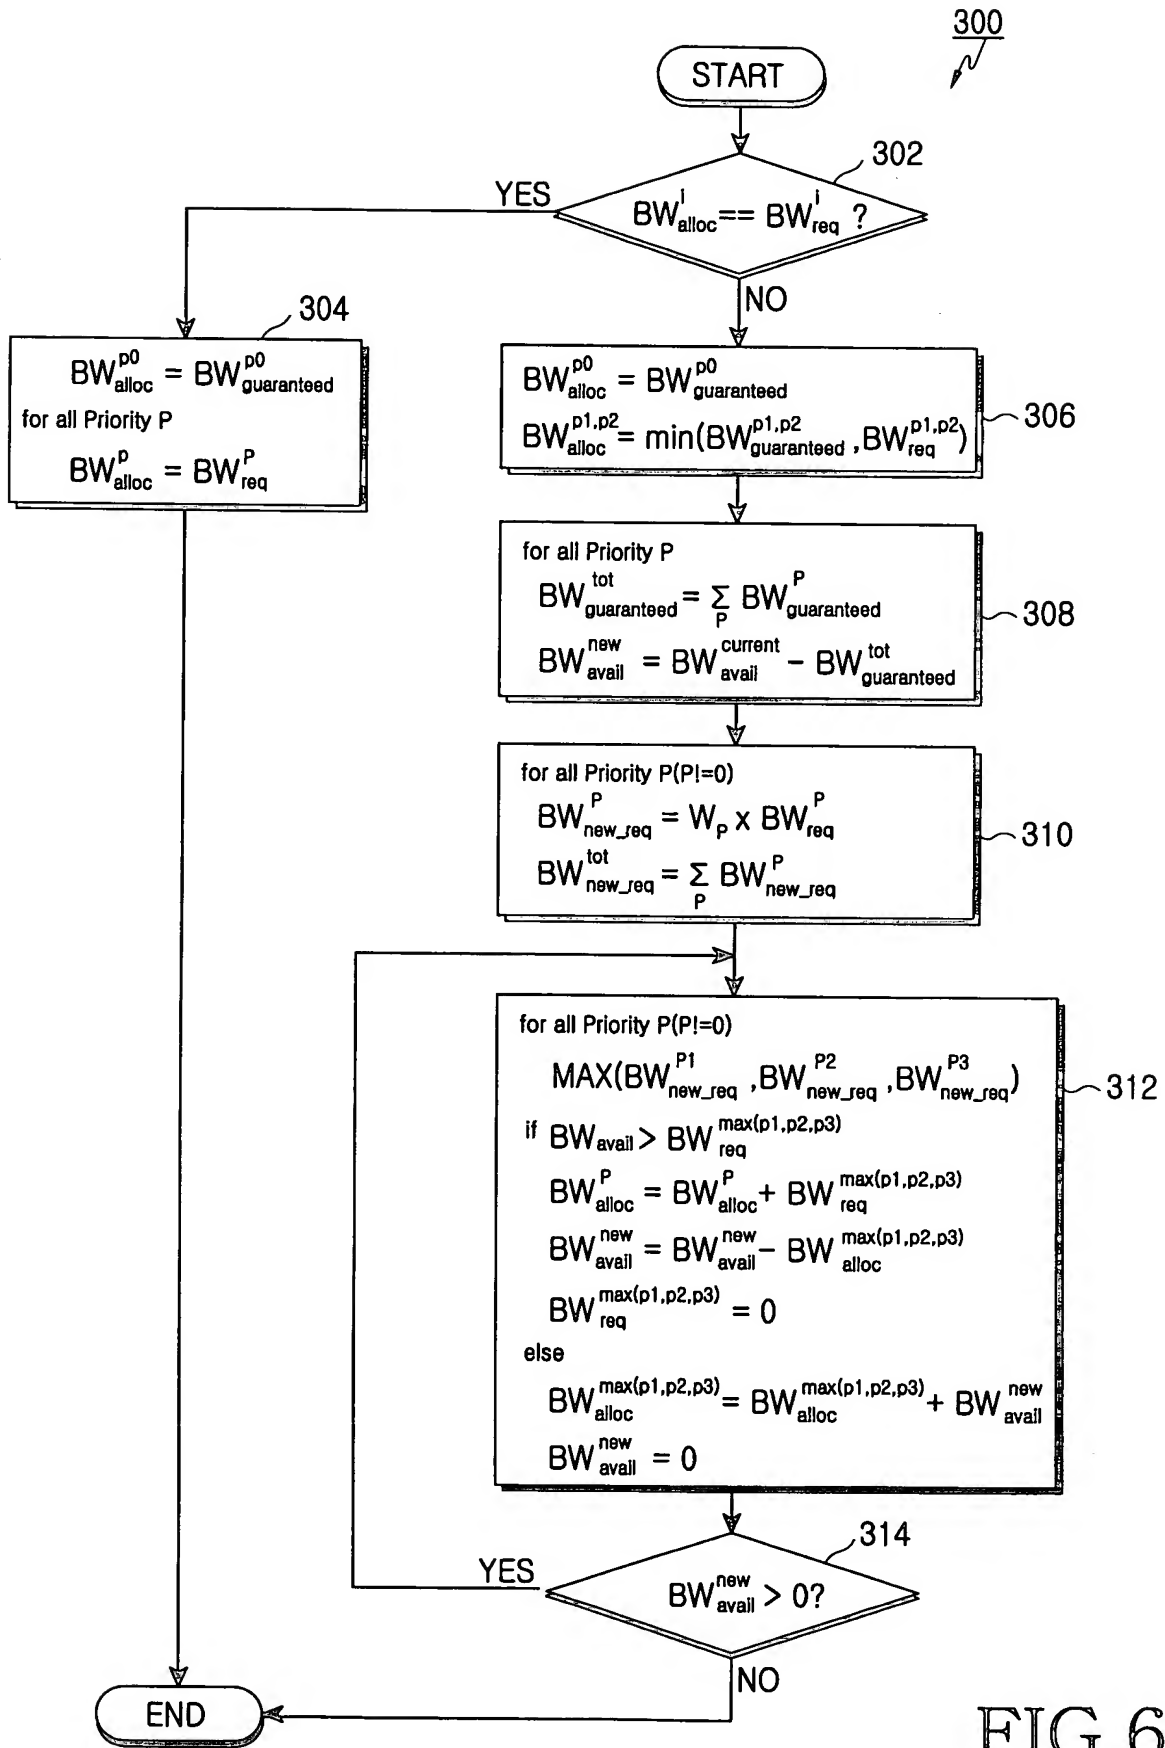 300
START
302
BW^i_alloc == BW^i_req ?
YES
NO
304
BW^p0_alloc = BW^p0_guaranteed
for all Priority P
BW^p_alloc = BW^P_req
306
BW^p0_alloc = BW^p0_guaranteed
BW^p1,p2_alloc = min(BW^p1,p2_guaranteed , BW^p1,p2_req)
308
for all Priority P
BW^tot_guaranteed = Σ_P BW^P_guaranteed
BW^new_avail = BW^current_avail − BW^tot_guaranteed
310
for all Priority P(P!=0)
BW^P_new_req = W_P x BW^P_req
BW^tot_new_req = Σ_P BW^P_new_req
312
for all Priority P(P!=0)
MAX(BW^P1_new_req , BW^P2_new_req , BW^P3_new_req)
if BW_avail > BW^max(p1,p2,p3)_req
BW^P_alloc = BW^P_alloc + BW^max(p1,p2,p3)_req
BW^new_avail = BW^new_avail − BW^max(p1,p2,p3)_alloc
BW^max(p1,p2,p3)_req = 0
else
BW^max(p1,p2,p3)_alloc = BW^max(p1,p2,p3)_alloc + BW^new_avail
BW^new_avail = 0
314
BW^new_avail > 0?
YES
NO
END
FIG.6